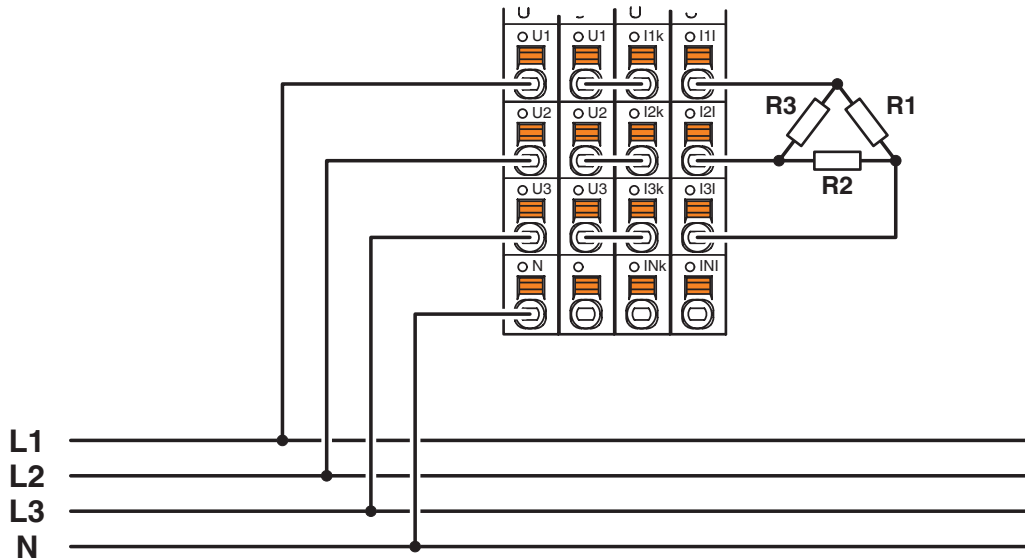 U1 U1 I1k I1l
R3 R1
U2 U2 I2k I2l
R2
U3 U3 I3k I3l
N INk INl
L1
L2
L3
N